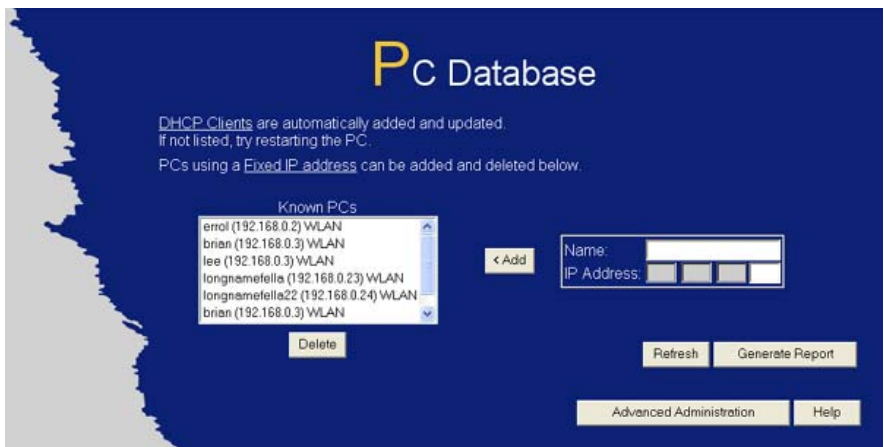 PC Database
DHCP Clients are automatically added and updated.
If not listed, try restarting the PC.
PCs using a Fixed IP address can be added and deleted below.
Known PCs
errol (192.168.0.2) WLAN
brian (192.168.0.3) WLAN
lee (192.168.0.3) WLAN
longnamefella (192.168.0.23) WLAN
longnamefella22 (192.168.0.24) WLAN
brian (192.168.0.3) WLAN
< Add
Name:
IP Address:
Delete
Refresh
Generate Report
Advanced Administration
Help